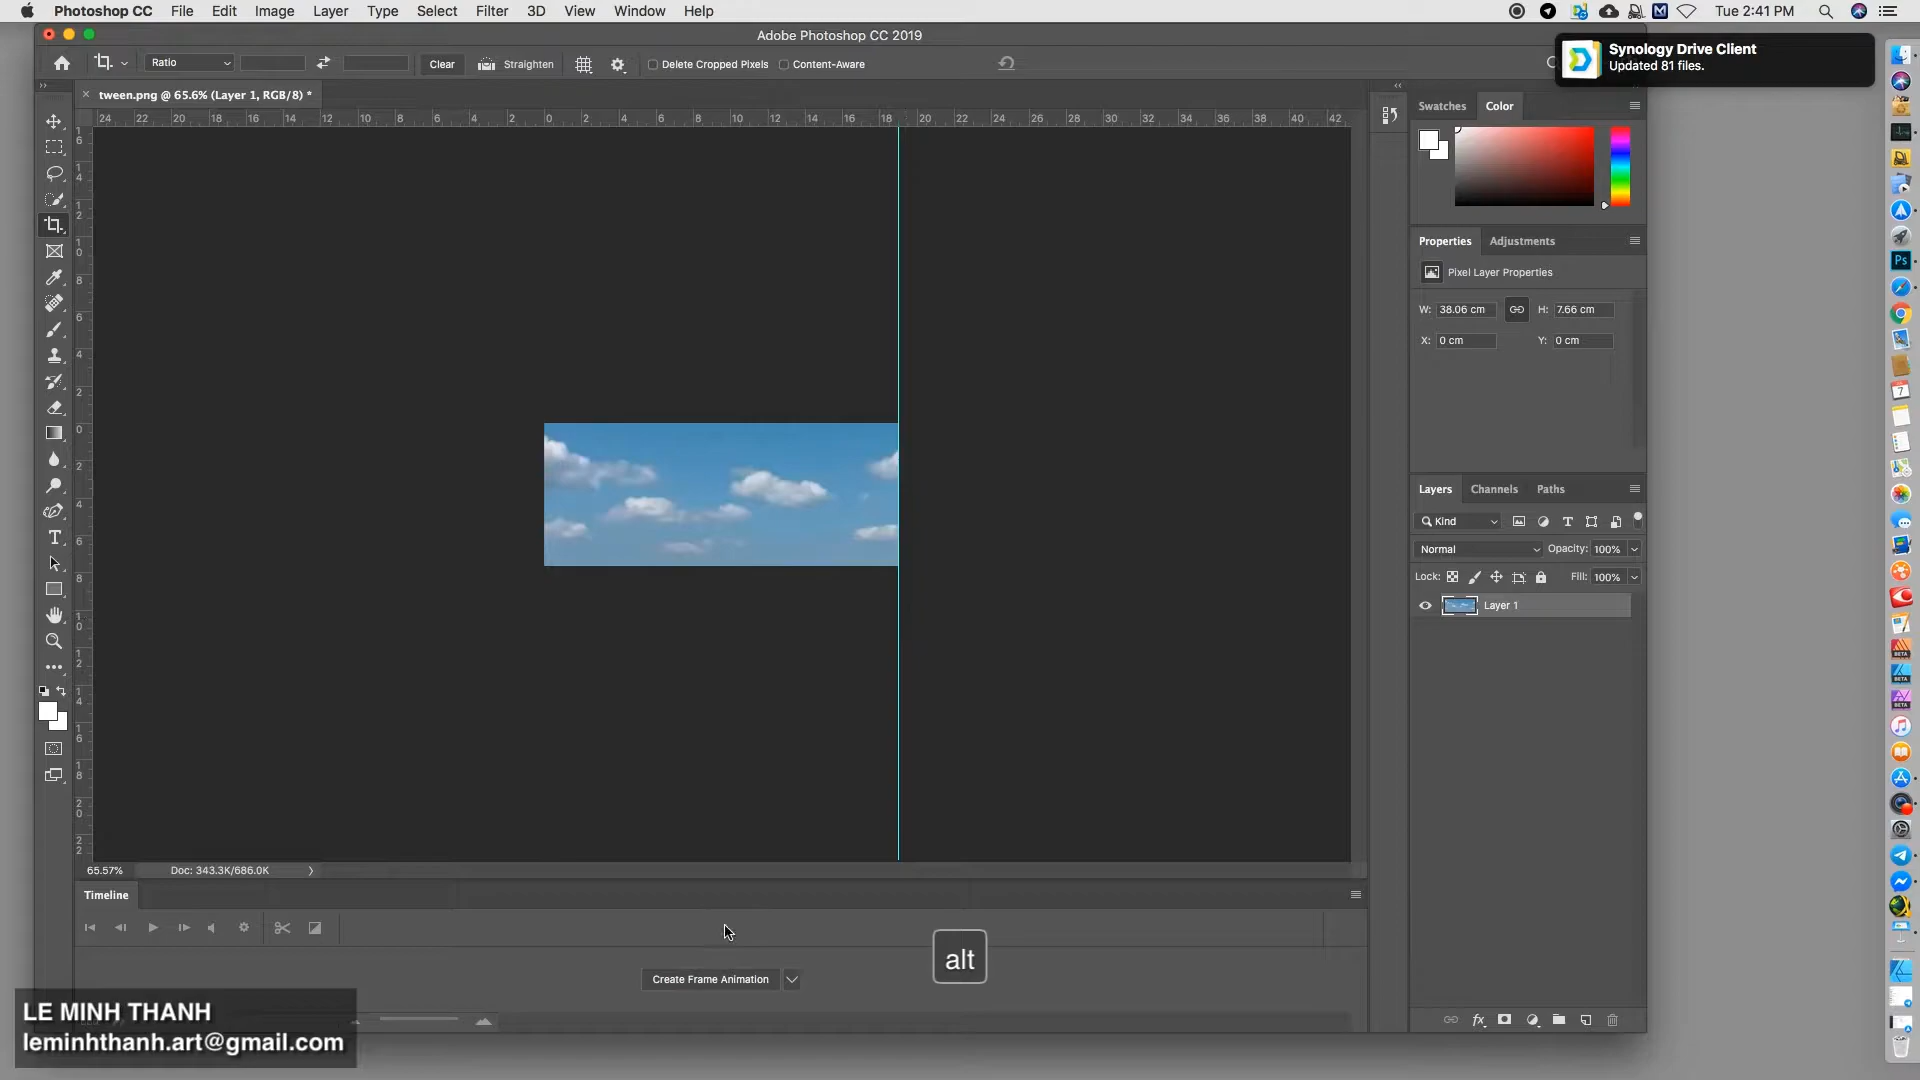 Photoshop CC File Edit Image Layer Type Select Filter 3D View Window Help
Tue 2:41 PM
Adobe Photoshop CC 2019
Synology Drive Client
Updated 81 files.
Ratio
Clear
Straighten
Delete Cropped Pixels
Content-Aware
tween.png @ 65.6% (Layer 1, RGB/8) *
24 22 20 18 16 14 12 10 8 6 4 2 0 2 4 6 8 10 12 14 16 18 20 22 24 26 28 30 32 34 36 38 40 42
Swatches Color
Properties Adjustments
Pixel Layer Properties
W: 38.06 cm H: 7.66 cm
X: 0 cm Y: 0 cm
Layers Channels Paths
Kind
Normal Opacity: 100%
Lock: Fill: 100%
Layer 1
fx
65.57% Doc: 343.3K/686.0K
Timeline
Create Frame Animation
alt
LE MINH THANH
leminhthanh.art@gmail.com
Ps
BETA
BETA
BETA